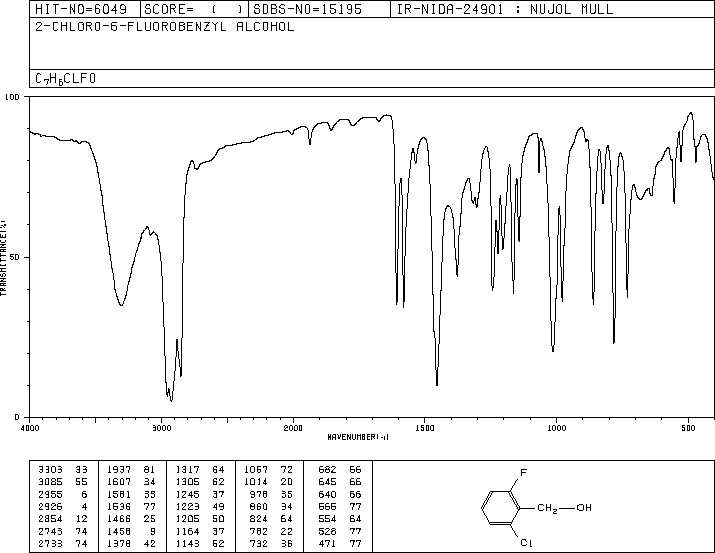 HIT-NO=6049 SCORE= ( ) SDBS-NO=15195 IR-NIDA-24901 : NUJOL MULL
2-CHLORO-6-FLUOROBENZYL ALCOHOL
C7H6CLFO
100
50
0
TRANSMITTANCE(%)
4000 3000 2000 1500 1000 500
WAVENUMBER(-1)
3303 33 1937 81 1317 64 1067 72 682 66
3085 55 1607 34 1305 62 1014 20 645 66
2955 6 1581 33 1245 37 978 35 640 66
2926 4 1536 77 1223 49 860 34 566 77
2854 12 1466 25 1205 50 824 64 554 64
2743 74 1458 9 1164 37 782 22 528 77
2733 74 1378 42 1143 52 732 36 471 77
F
CH2—OH
Cl